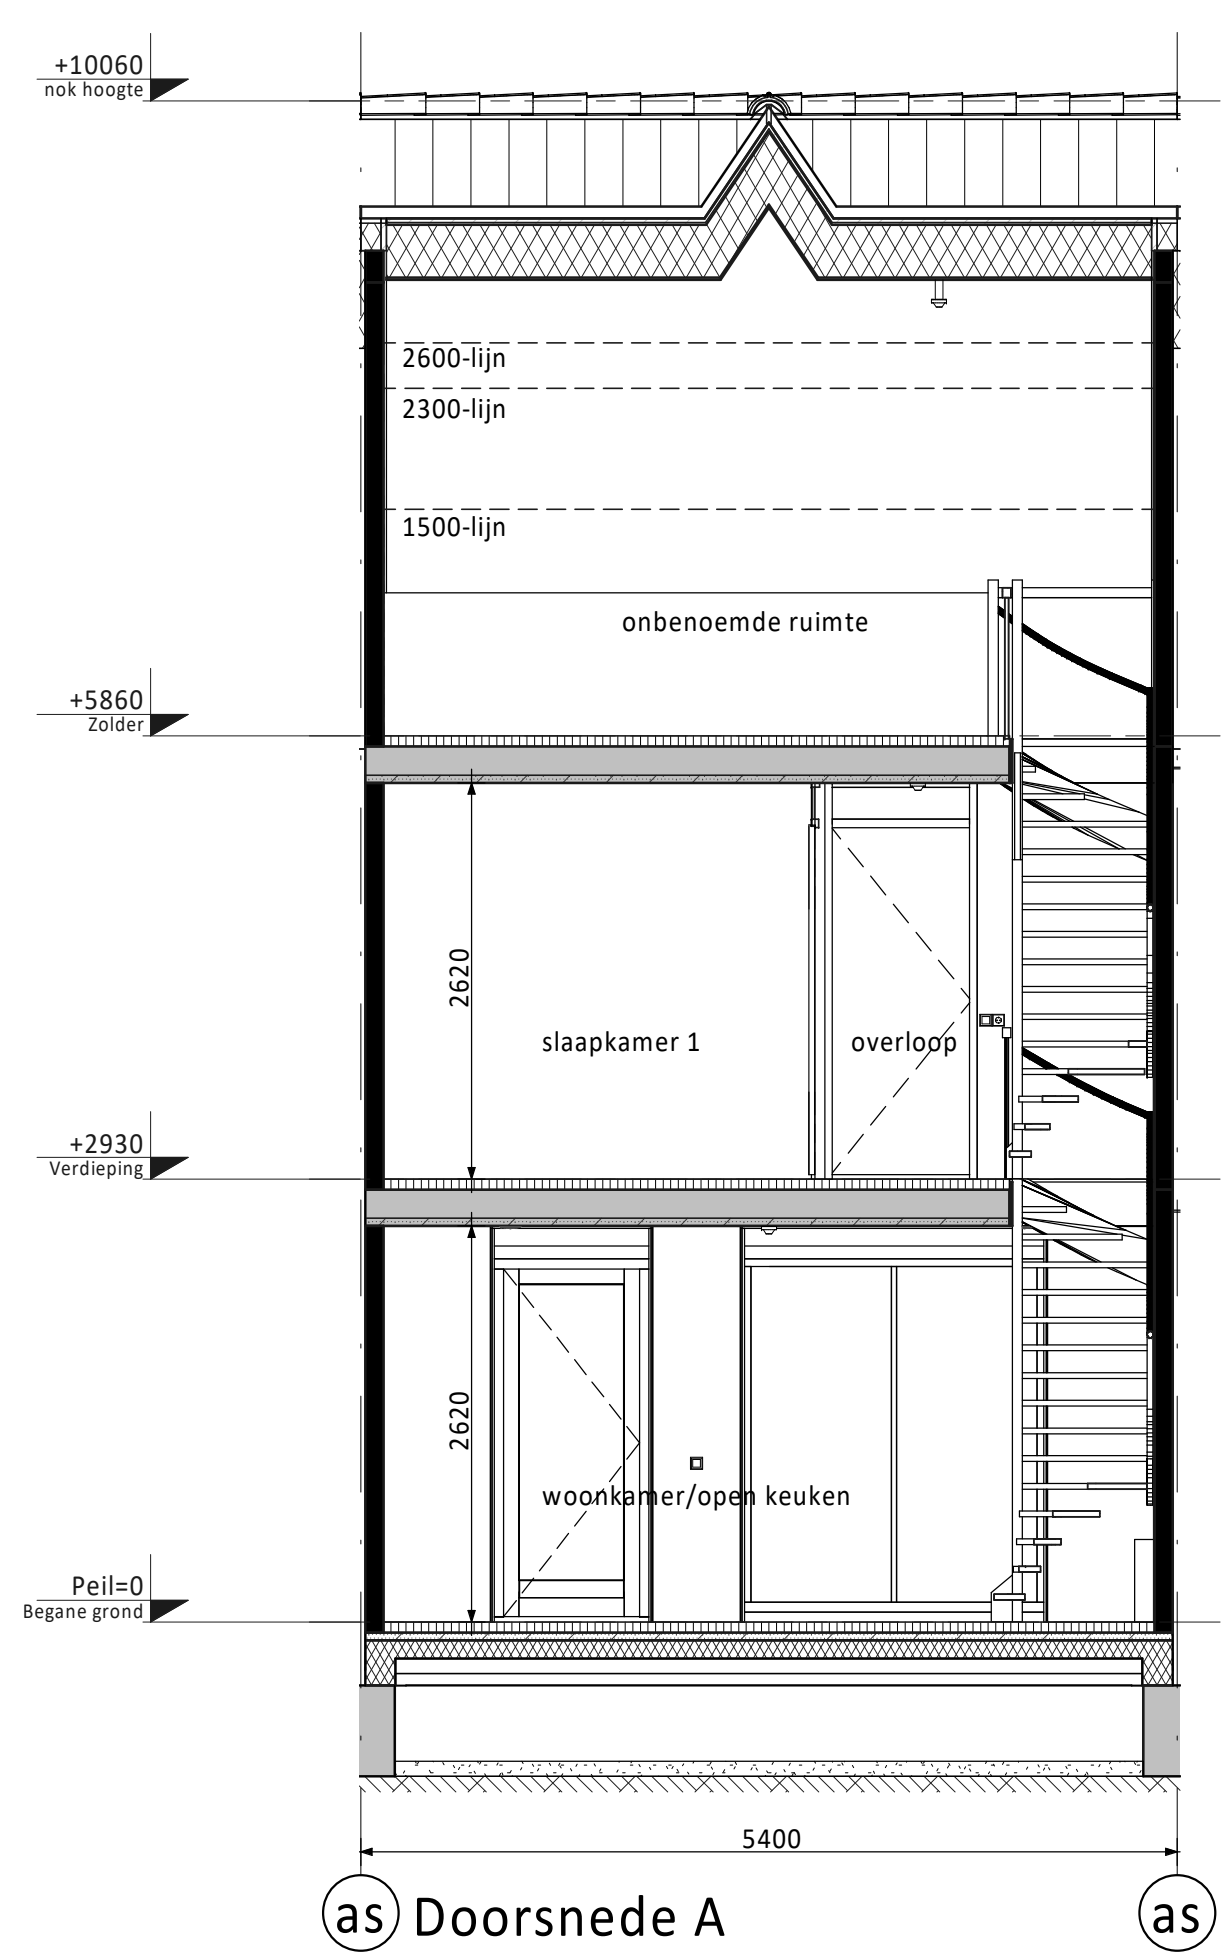 +10060
nok hoogte
2600-lijn
2300-lijn
1500-lijn
onbenoemde ruimte
+5860
Zolder
2620
slaapkamer 1
overloop
+2930
Verdieping
2620
woonkamer/open keuken
Peil=0
Begane grond
5400
as
Doorsnede A
as